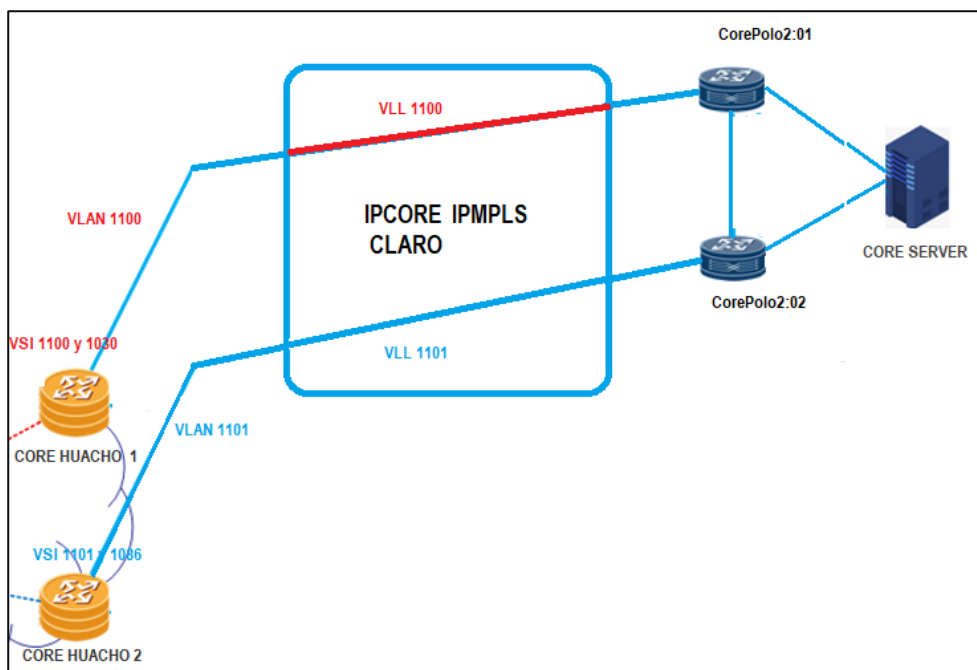 CorePolo2:01
VLL 1100
IPCORE IPMPLS
CLARO
VLAN 1100
CORE SERVER
CorePolo2:02
VSI 1100 y 1030
VLL 1101
VLAN 1101
CORE HUACHO 1
VSI 1101 y 1086
CORE HUACHO 2